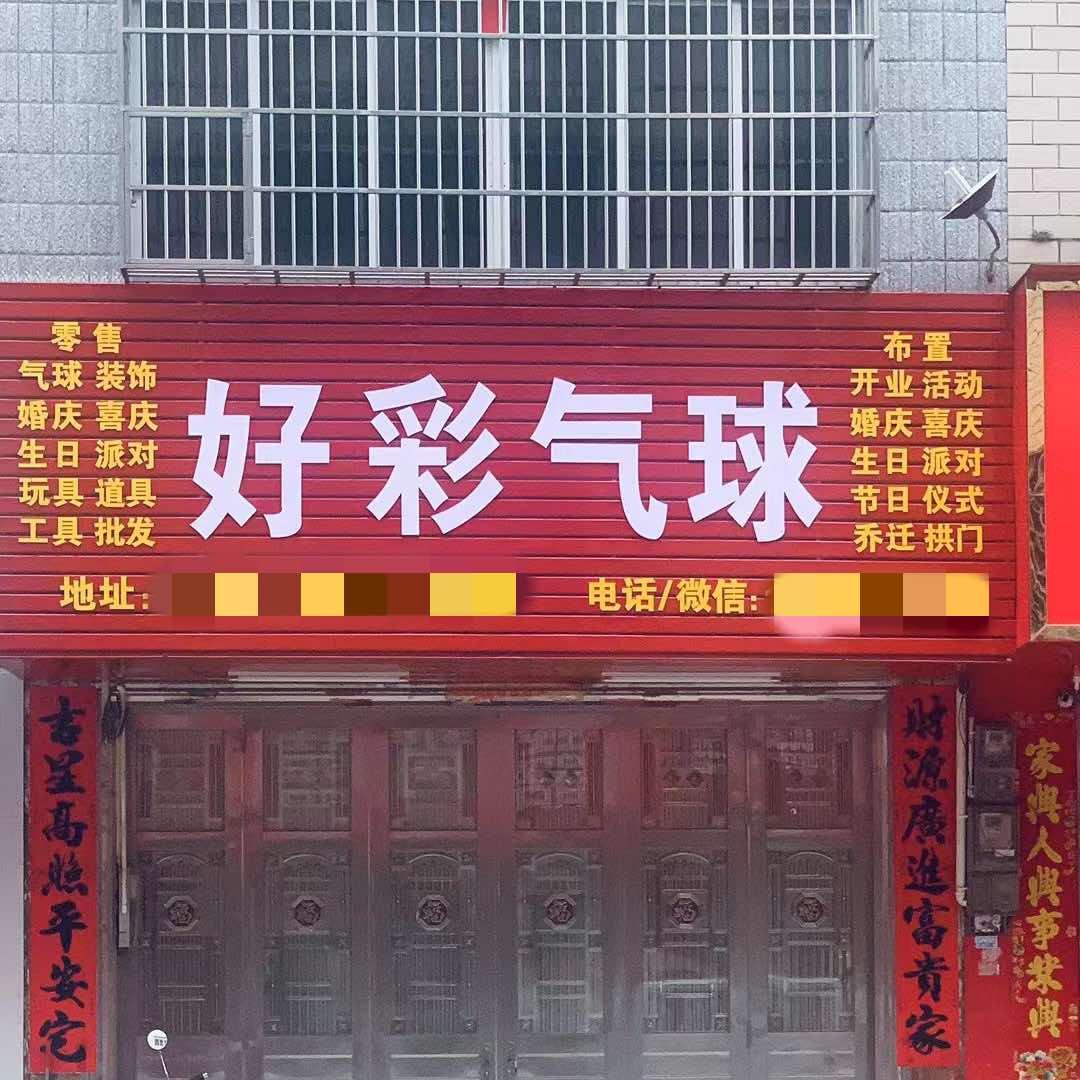 零售
气球 装饰
婚庆 喜庆
生日 派对
玩具 道具
工具 批发
好彩气球
布置
开业 活动
婚庆 喜庆
生日 派对
节日 仪式
乔迁 拱门
地址：
电话/微信：
吉星高照平安宅
財源廣進富貴家
家興人興事業興